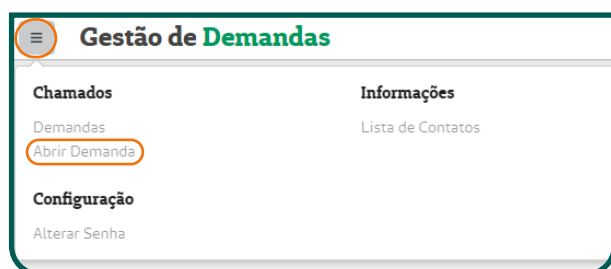 ≡ Gestão de Demandas
Chamados
Demandas
Abrir Demanda
Configuração
Alterar Senha
Informações
Lista de Contatos